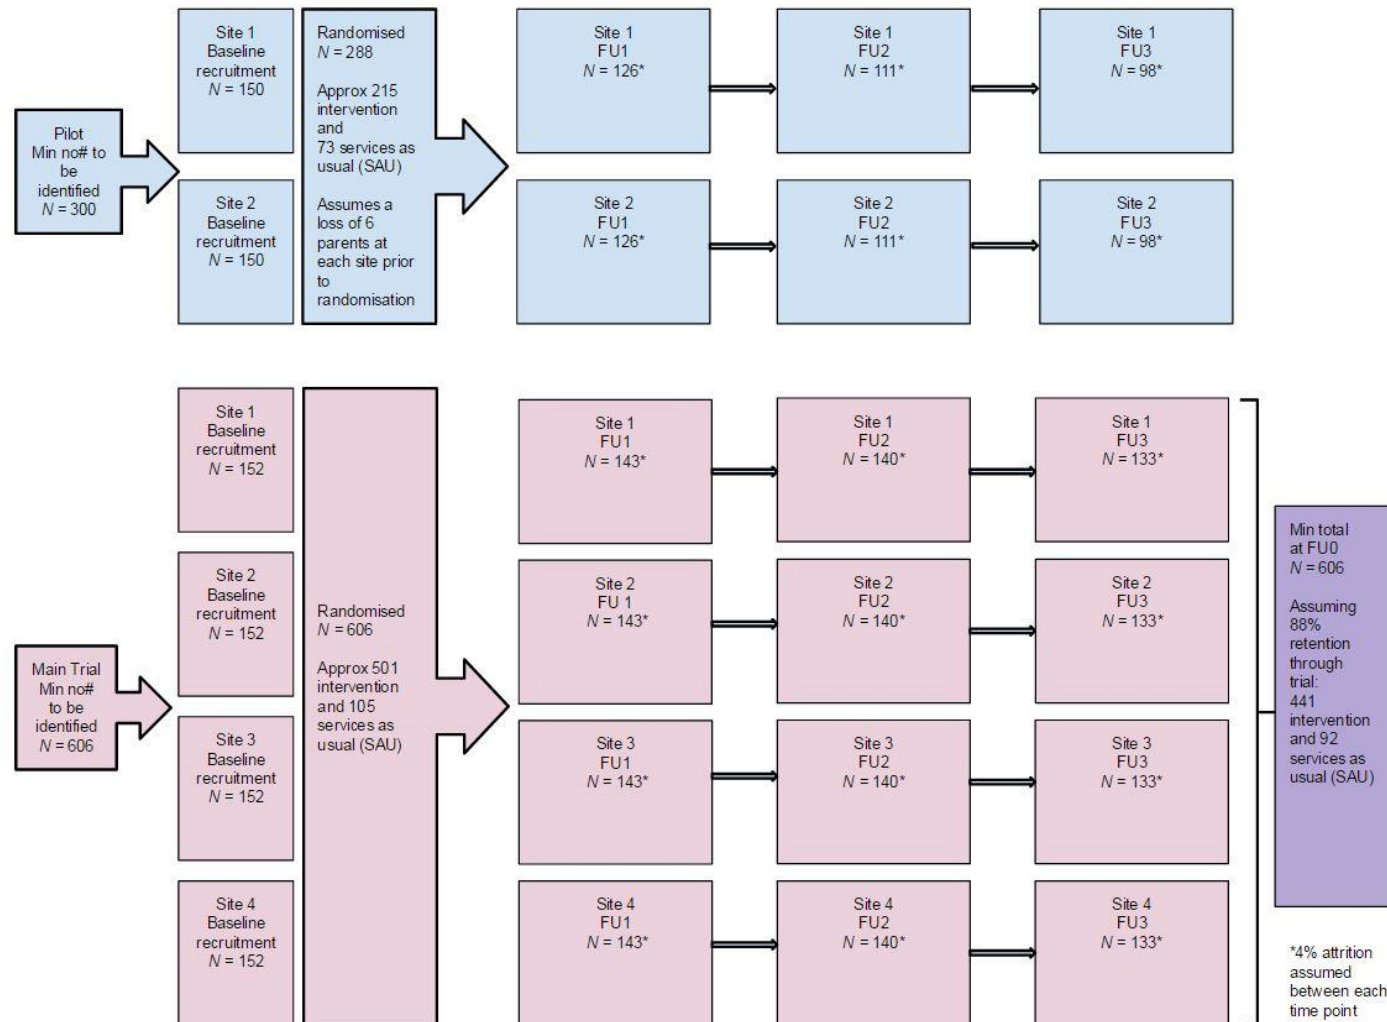 Pilot
Min no# to
be
identified
N = 300
Site 1
Baseline
recruitment
N = 150
Site 2
Baseline
recruitment
N = 150
Randomised
N = 288
Approx 215
intervention
and
73 services as
usual (SAU)
Assumes a
loss of 6
parents at
each site prior
to
randomisation
Site 1
FU1
N = 126*
Site 1
FU2
N = 111*
Site 1
FU3
N = 98*
Site 2
FU1
N = 126*
Site 2
FU2
N = 111*
Site 2
FU3
N = 98*
Main Trial
Min no#
to be
identified
N = 606
Site 1
Baseline
recruitment
N = 152
Site 2
Baseline
recruitment
N = 152
Site 3
Baseline
recruitment
N = 152
Site 4
Baseline
recruitment
N = 152
Randomised
N = 606
Approx 501
intervention
and 105
services as
usual (SAU)
Site 1
FU1
N = 143*
Site 1
FU2
N = 140*
Site 1
FU3
N = 133*
Site 2
FU 1
N = 143*
Site 2
FU2
N = 140*
Site 2
FU3
N = 133*
Site 3
FU1
N = 143*
Site 3
FU2
N = 140*
Site 3
FU3
N = 133*
Site 4
FU1
N = 143*
Site 4
FU2
N = 140*
Site 4
FU3
N = 133*
Min total
at FU0
N = 606
Assuming
88%
retention
through
trial:
441
intervention
and 92
services as
usual (SAU)
*4% attrition
assumed
between each
time point